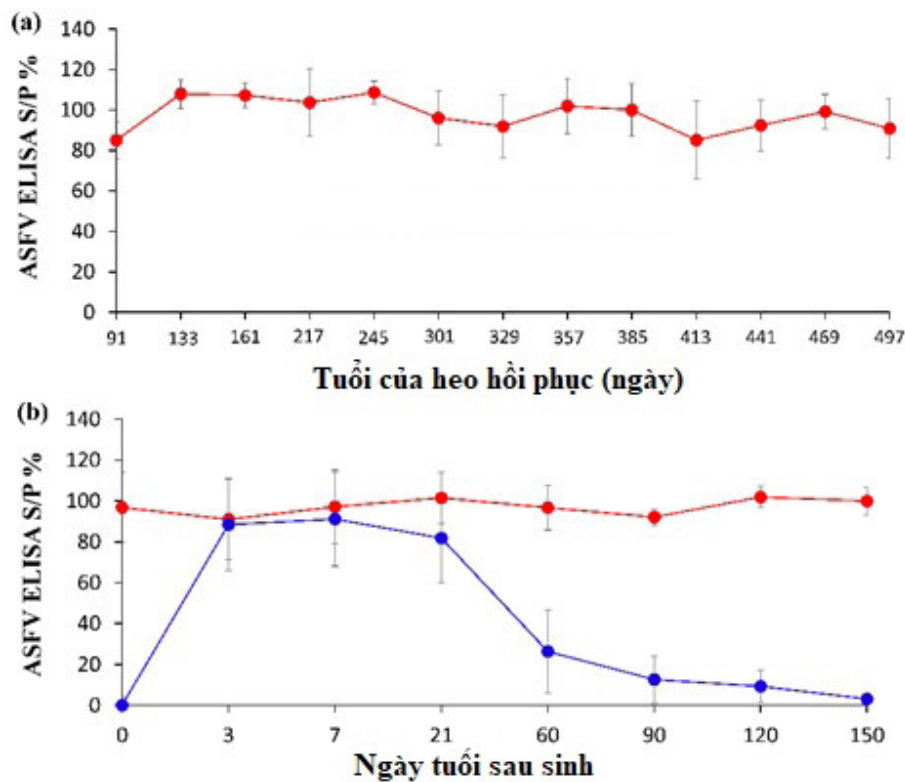 (a)
ASFV ELISA S/P %
140
120
100
80
60
40
20
0
91 133 161 217 245 301 329 357 385 413 441 469 497
Tuổi của heo hồi phục (ngày)
(b)
ASFV ELISA S/P %
140
120
100
80
60
40
20
0
0 3 7 21 60 90 120 150
Ngày tuổi sau sinh